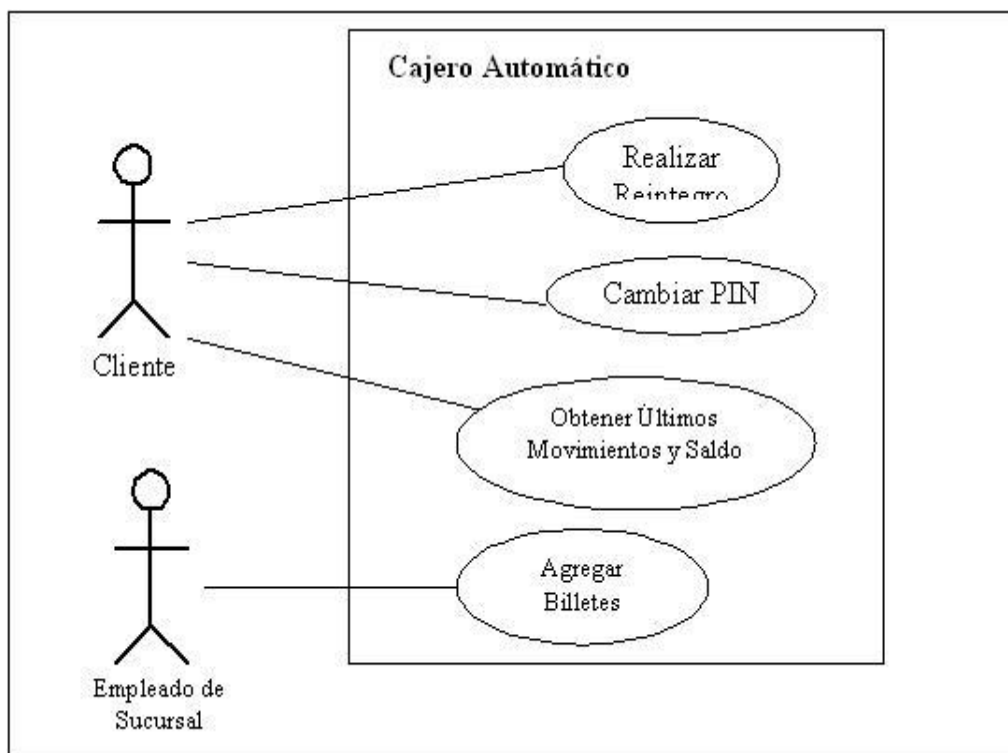 Cajero Automático
Realizar
Reintegro
Cambiar PIN
Cliente
Obtener Últimos
Movimientos y Saldo
Agregar
Billetes
Empleado de
Sucursal